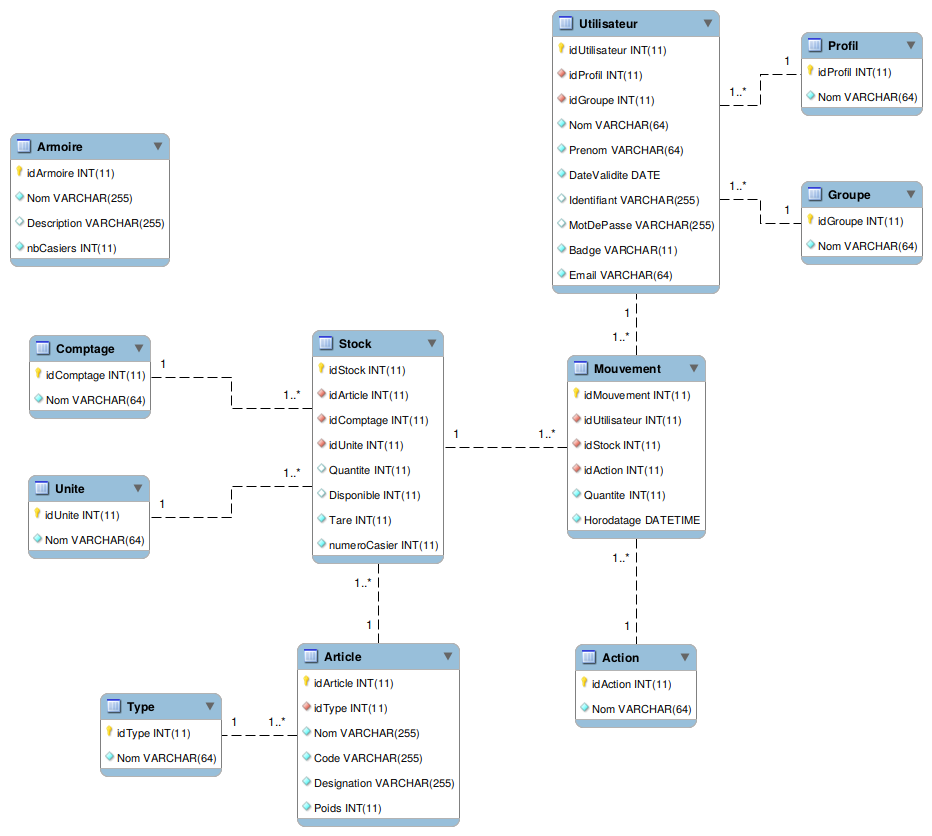 Utilisateur
idUtilisateur INT(11)
idProfil INT(11)
idGroupe INT(11)
Nom VARCHAR(64)
Prenom VARCHAR(64)
DateValidite DATE
Identifiant VARCHAR(255)
MotDePasse VARCHAR(255)
Badge VARCHAR(11)
Email VARCHAR(64)
1..*
1
Profil
idProfil INT(11)
Nom VARCHAR(64)
1..*
1
Groupe
idGroupe INT(11)
Nom VARCHAR(64)
Armoire
idArmoire INT(11)
Nom VARCHAR(255)
Description VARCHAR(255)
nbCasiers INT(11)
1
1..*
Comptage
idComptage INT(11)
Nom VARCHAR(64)
1
1..*
Stock
idStock INT(11)
idArticle INT(11)
idComptage INT(11)
idUnite INT(11)
Quantite INT(11)
Disponible INT(11)
Tare INT(11)
numeroCasier INT(11)
1
1..*
Mouvement
idMouvement INT(11)
idUtilisateur INT(11)
idStock INT(11)
idAction INT(11)
Quantite INT(11)
Horodatage DATETIME
Unite
idUnite INT(11)
Nom VARCHAR(64)
1
1..*
1..*
1
1..*
1
Article
idArticle INT(11)
idType INT(11)
Nom VARCHAR(255)
Code VARCHAR(255)
Designation VARCHAR(255)
Poids INT(11)
Action
idAction INT(11)
Nom VARCHAR(64)
Type
idType INT(11)
Nom VARCHAR(64)
1
1..*